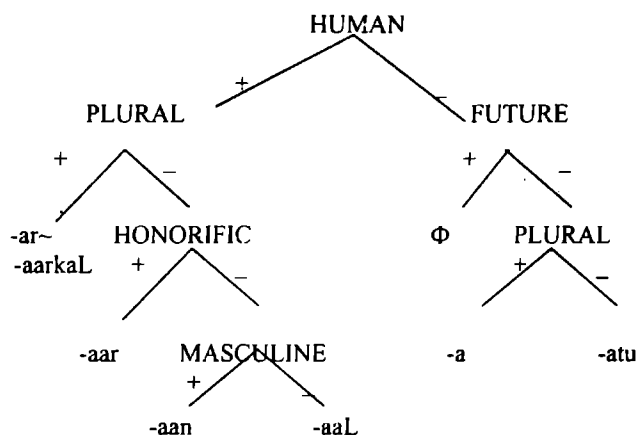 HUMAN
+ −
PLURAL FUTURE
+ − + −
-ar~ HONORIFIC Φ PLURAL
-aarkaL + − + −
-aar MASCULINE -a -atu
+ −
-aan -aaL